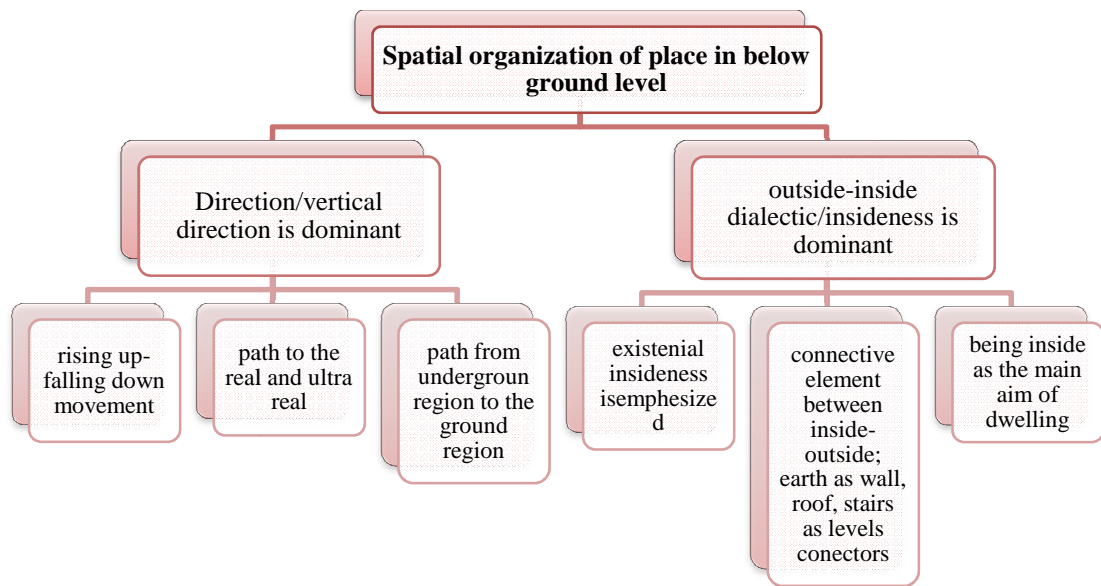 Spatial organization of place in below
ground level
Direction/vertical
direction is dominant
outside-inside
dialectic/insideness is
dominant
rising up-
falling down
movement
path to the
real and ultra
real
path from
undergroun
region to the
ground
region
existenial
insideness
isemphesize
d
connective
element
between
inside-
outside;
earth as wall,
roof, stairs
as levels
conectors
being inside
as the main
aim of
dwelling